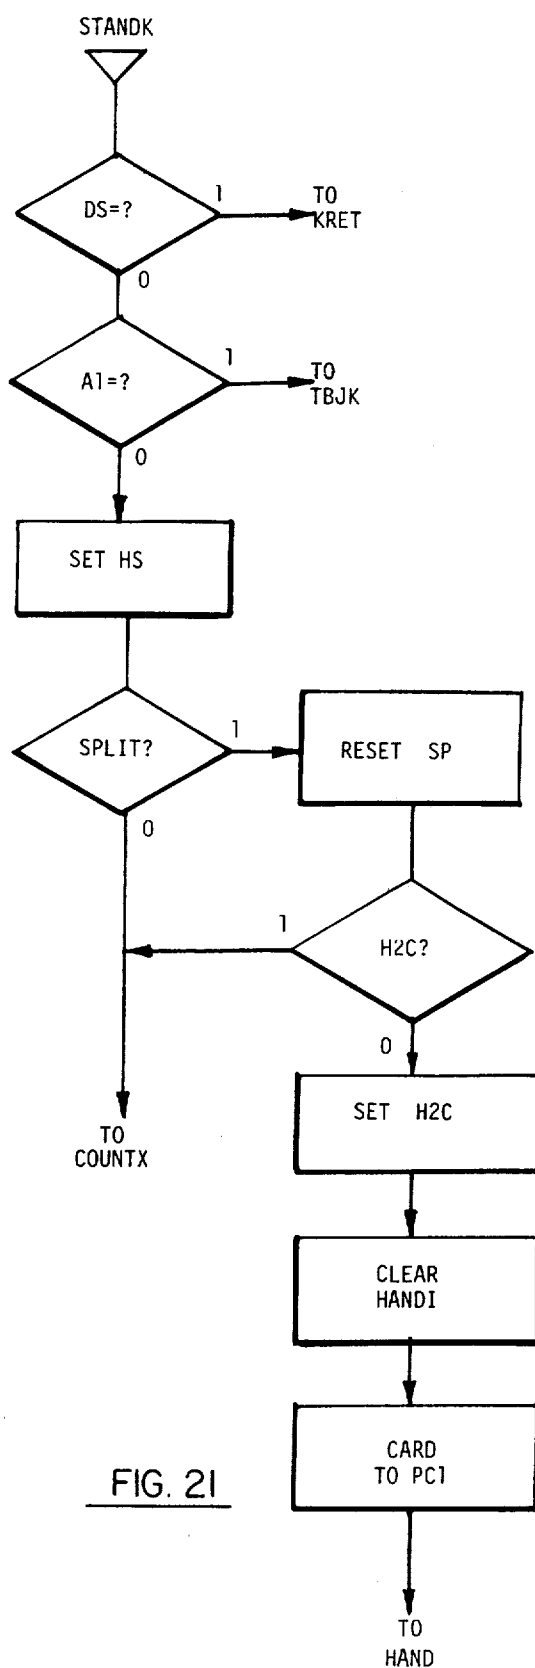 STANDK
DS=?
1
TO
KRET
0
A1=?
1
TO
TBJK
0
SET HS
SPLIT?
1
RESET SP
0
H2C?
1
0
SET H2C
TO
COUNTX
CLEAR
HANDI
CARD
TO PC1
FIG. 21
TO
HAND